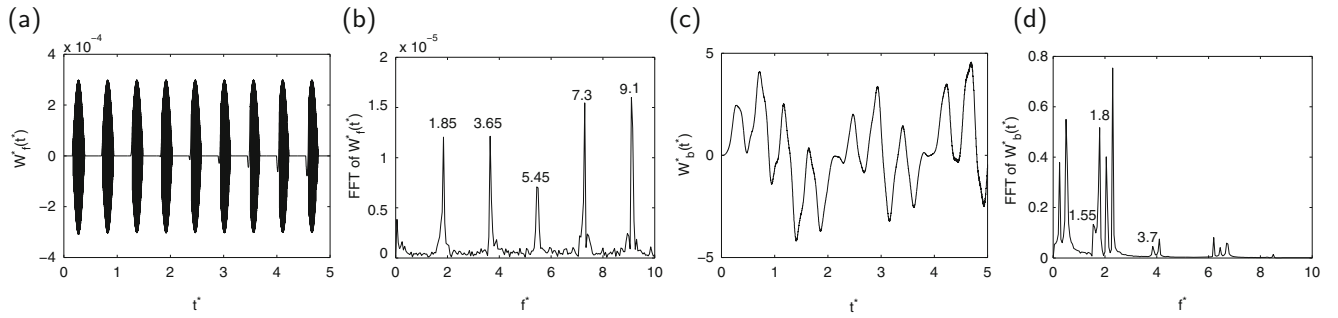 (a)
x 10⁻⁴
4
2
0
−2
−4
W*f(t*)
0 1 2 3 4 5
t*
(b)
x 10⁻⁵
2
1.5
1
0.5
0
FFT of W*f(t*)
1.85
3.65
5.45
7.3
9.1
0 2 4 6 8 10
f*
(c)
5
0
−5
W*b(t*)
0 1 2 3 4 5
t*
(d)
0.8
0.6
0.4
0.2
0
FFT of W*b(t*)
1.8
1.55
3.7
0 2 4 6 8 10
f*